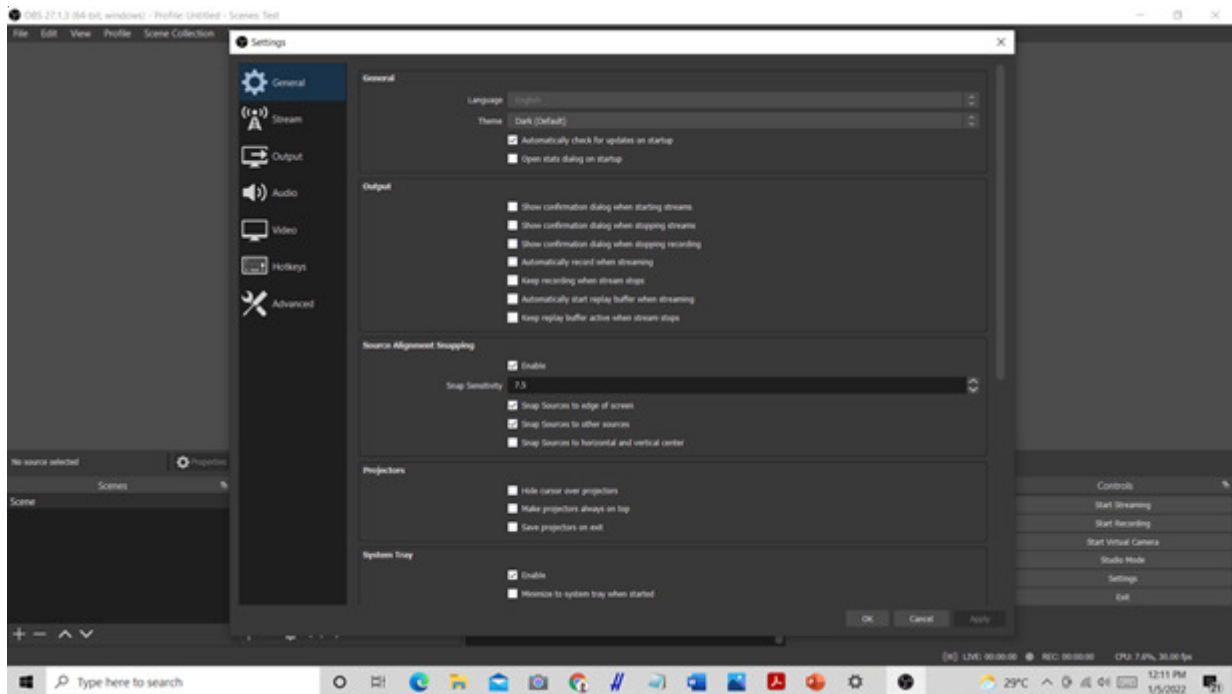 OBS 27.1.3 (64-bit, windows) - Profile: Untitled - Scenes: Test
File Edit View Profile Scene Collection
Settings
General
Stream
Output
Audio
Video
Hotkeys
Advanced
General
Language English
Theme Dark (Default)
Automatically check for updates on startup
Open stats dialog on startup
Output
Show confirmation dialog when starting streams
Show confirmation dialog when stopping streams
Show confirmation dialog when stopping recording
Automatically record when streaming
Keep recording when stream stops
Automatically start replay buffer when streaming
Keep replay buffer active when stream stops
Source Alignment Snapping
Enable
Snap Sensitivity 7.5
Snap Sources to edge of screen
Snap Sources to other sources
Snap Sources to horizontal and vertical center
Projectors
Hide cursor over projectors
Make projectors always on top
Save projectors on exit
System Tray
Enable
Minimize to system tray when started
OK Cancel Apply
No source selected
Properties
Scenes
Scene
Controls
Start Streaming
Start Recording
Start Virtual Camera
Studio Mode
Settings
Exit
LIVE: 00:00:00 REC: 00:00:00 CPU: 7.6%, 30.00 fps
Type here to search
29°C
12:11 PM
1/5/2022